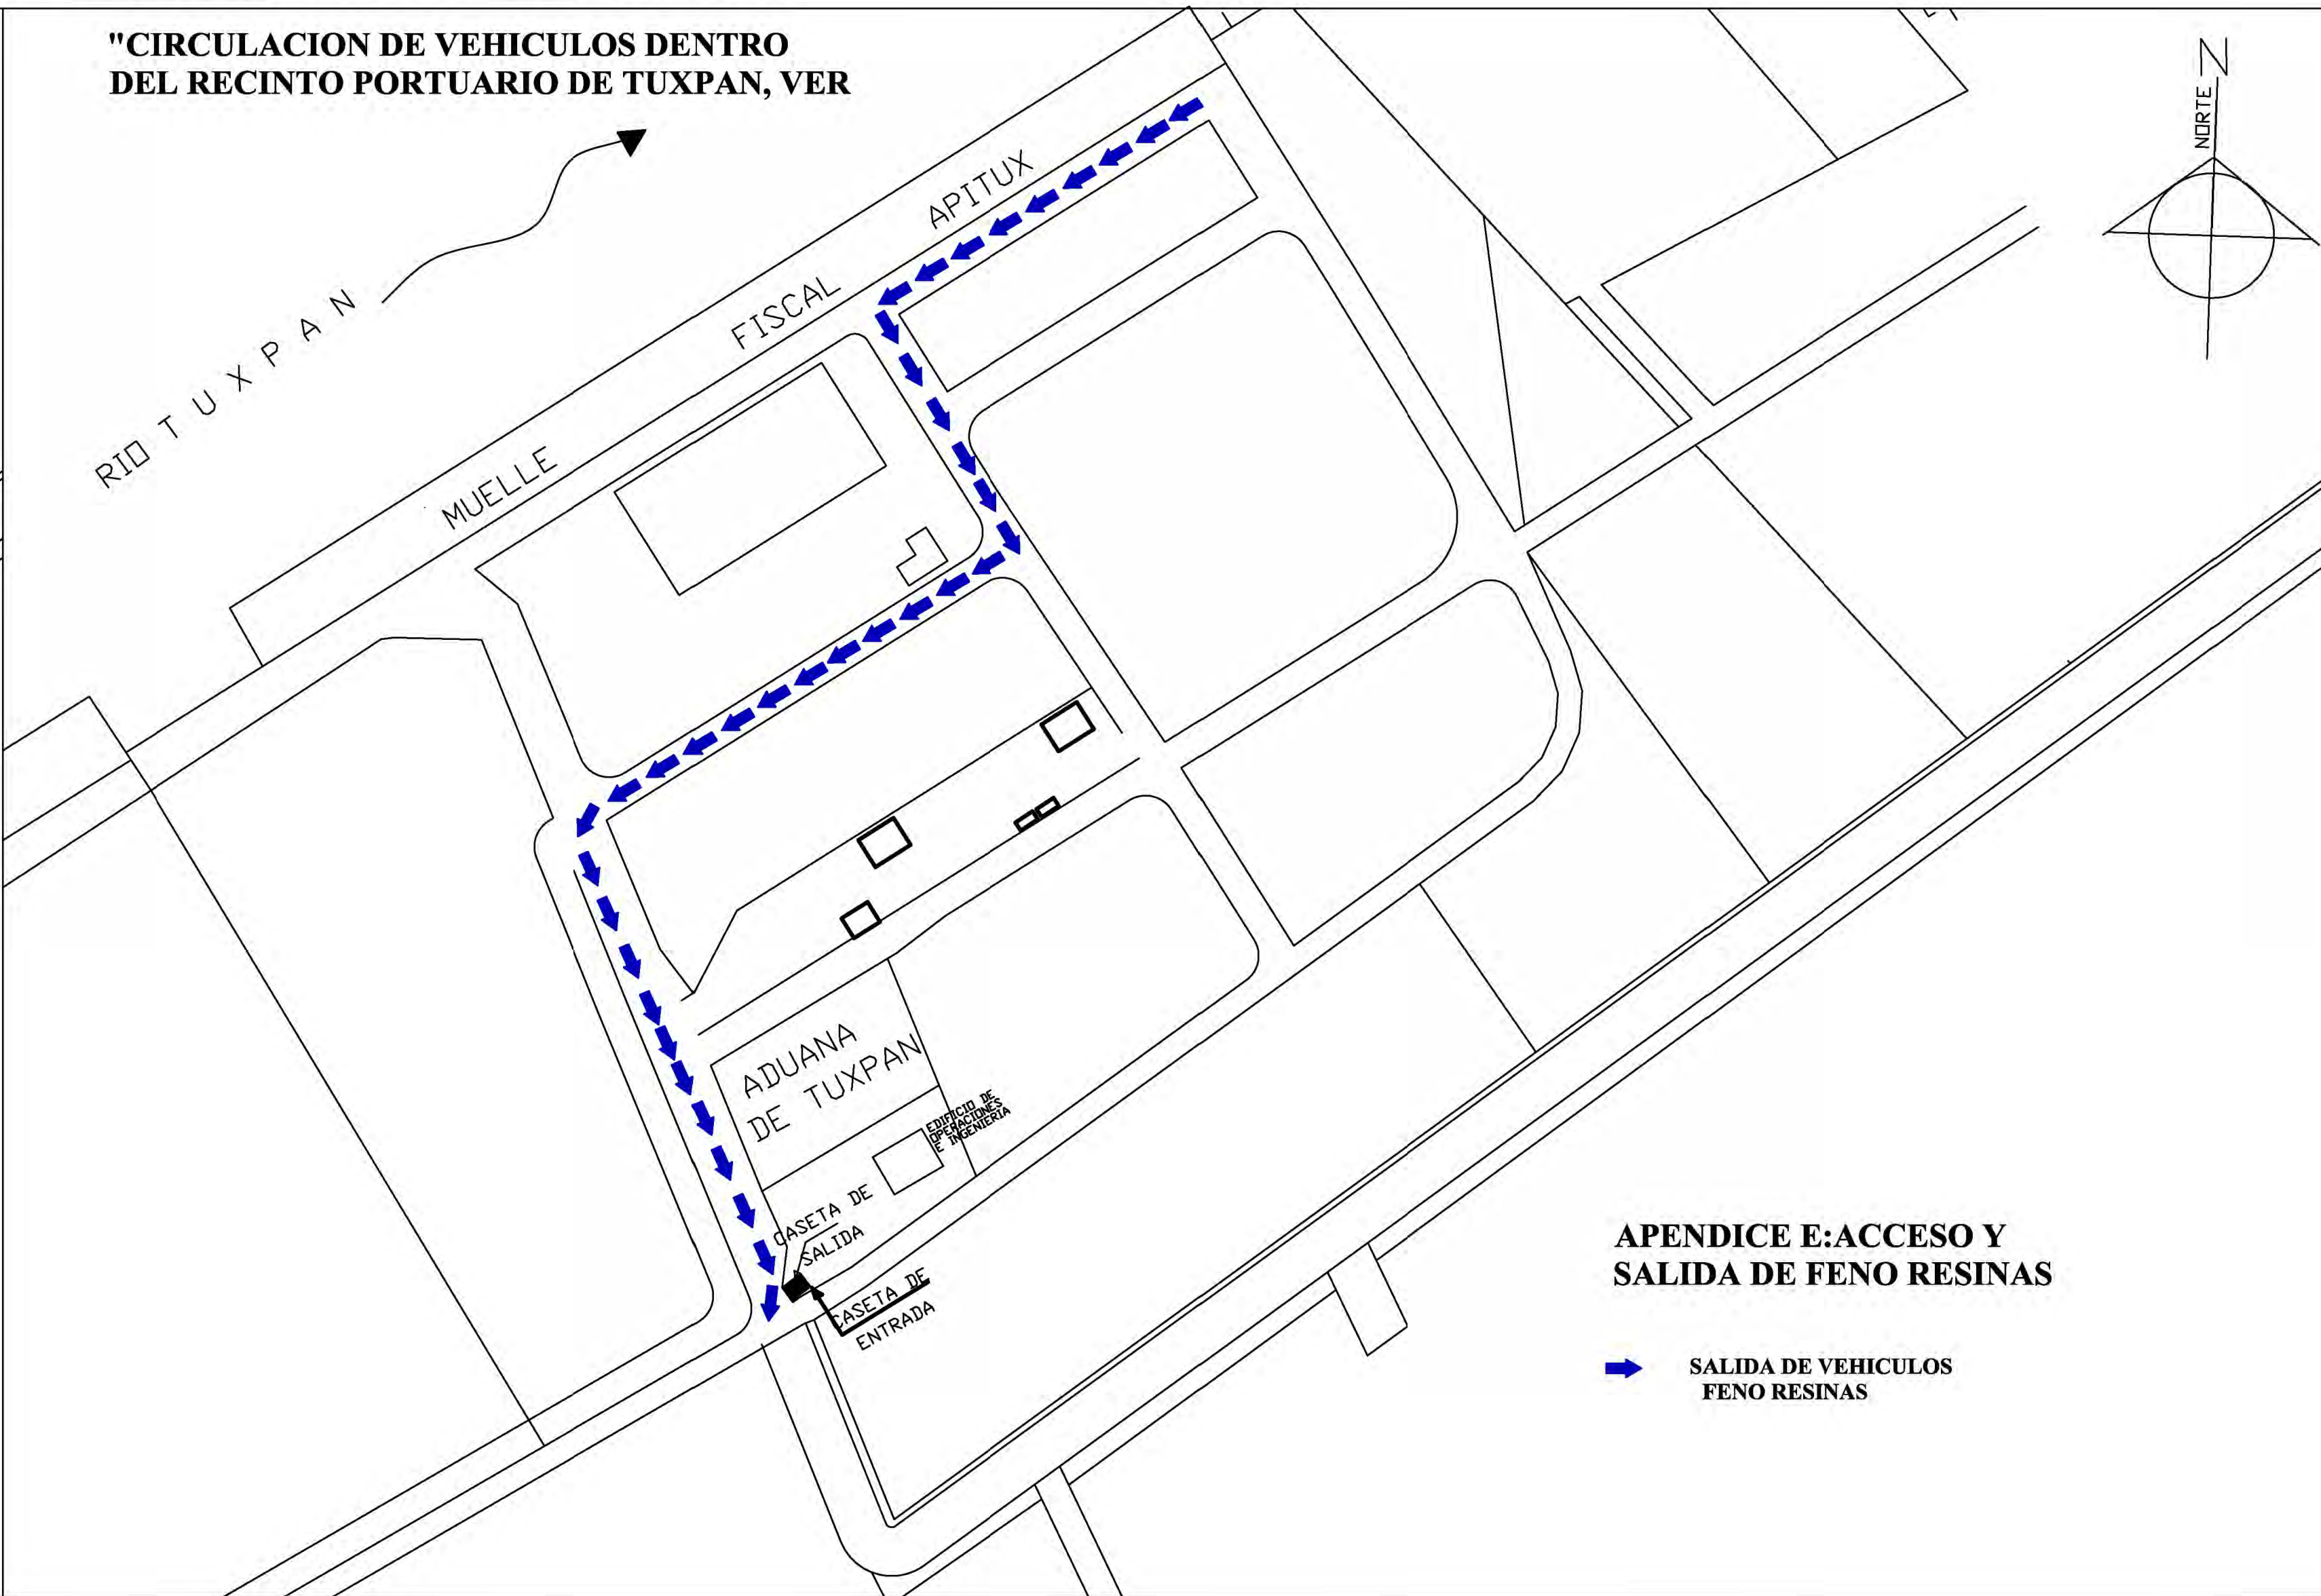 "CIRCULACION DE VEHICULOS DENTRO
DEL RECINTO PORTUARIO DE TUXPAN, VER
N
NORTE
RIO TUXPAN
MUELLE FISCAL APITUX
ADUANA
DE TUXPAN
EDIFICIO DE
OPERACIONES
E INGENIERIA
CASETA DE
SALIDA
CASETA DE
ENTRADA
APENDICE E:ACCESO Y
SALIDA DE FENO RESINAS
SALIDA DE VEHICULOS
FENO RESINAS